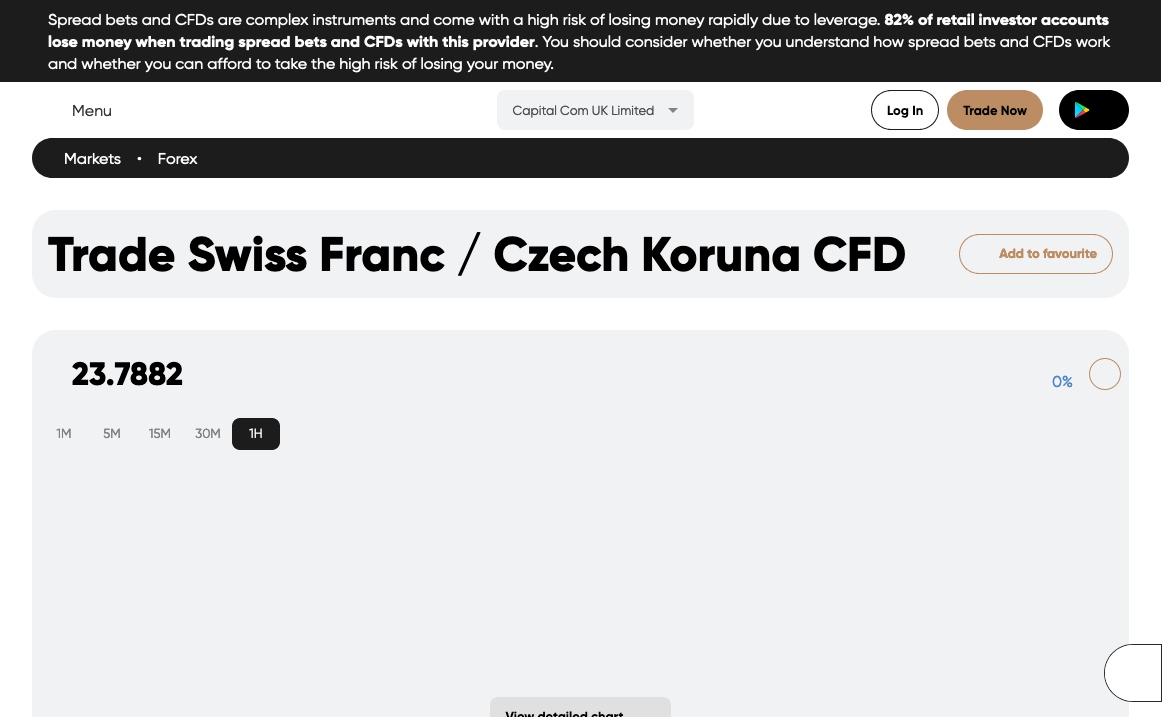 Spread bets and CFDs are complex instruments and come with a high risk of losing money rapidly due to leverage. 82% of retail investor accounts
lose money when trading spread bets and CFDs with this provider. You should consider whether you understand how spread bets and CFDs work
and whether you can afford to take the high risk of losing your money.
Menu
Capital Com UK Limited
Log In
Trade Now
Markets • Forex
Trade Swiss Franc / Czech Koruna CFD
Add to favourite
23.7882
0%
1M 5M 15M 30M 1H
View detailed chart